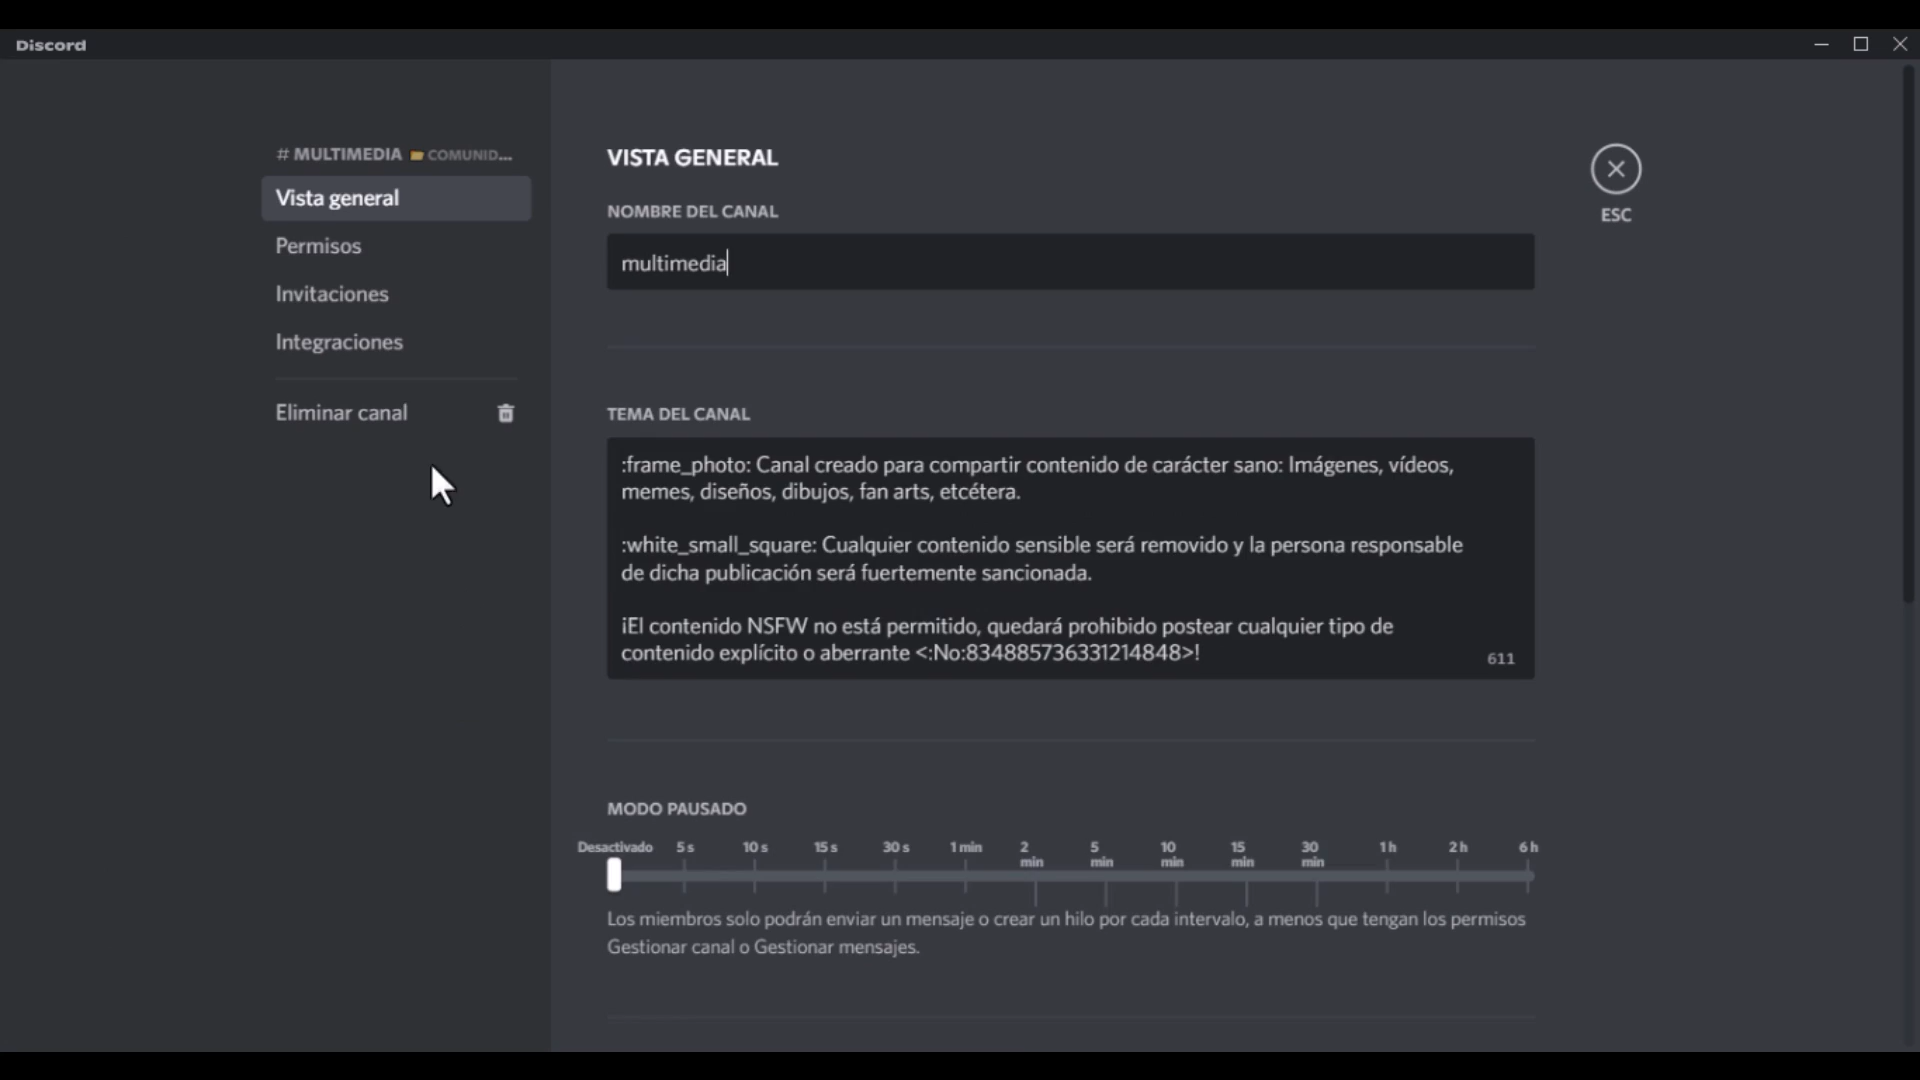 Discord
# MULTIMEDIA COMUNID...
Vista general
Permisos
Invitaciones
Integraciones
Eliminar canal
VISTA GENERAL
NOMBRE DEL CANAL
multimedia
ESC
TEMA DEL CANAL
:frame_photo: Canal creado para compartir contenido de carácter sano: Imágenes, vídeos,
memes, diseños, dibujos, fan arts, etcétera.
:white_small_square: Cualquier contenido sensible será removido y la persona responsable
de dicha publicación será fuertemente sancionada.
¡El contenido NSFW no está permitido, quedará prohibido postear cualquier tipo de
contenido explícito o aberrante <:No:834885736331214848>!
611
MODO PAUSADO
Desactivado 5 s 10 s 15 s 30 s 1 min 2 min 5 min 10 min 15 min 30 min 1 h 2 h 6 h
Los miembros solo podrán enviar un mensaje o crear un hilo por cada intervalo, a menos que tengan los permisos
Gestionar canal o Gestionar mensajes.